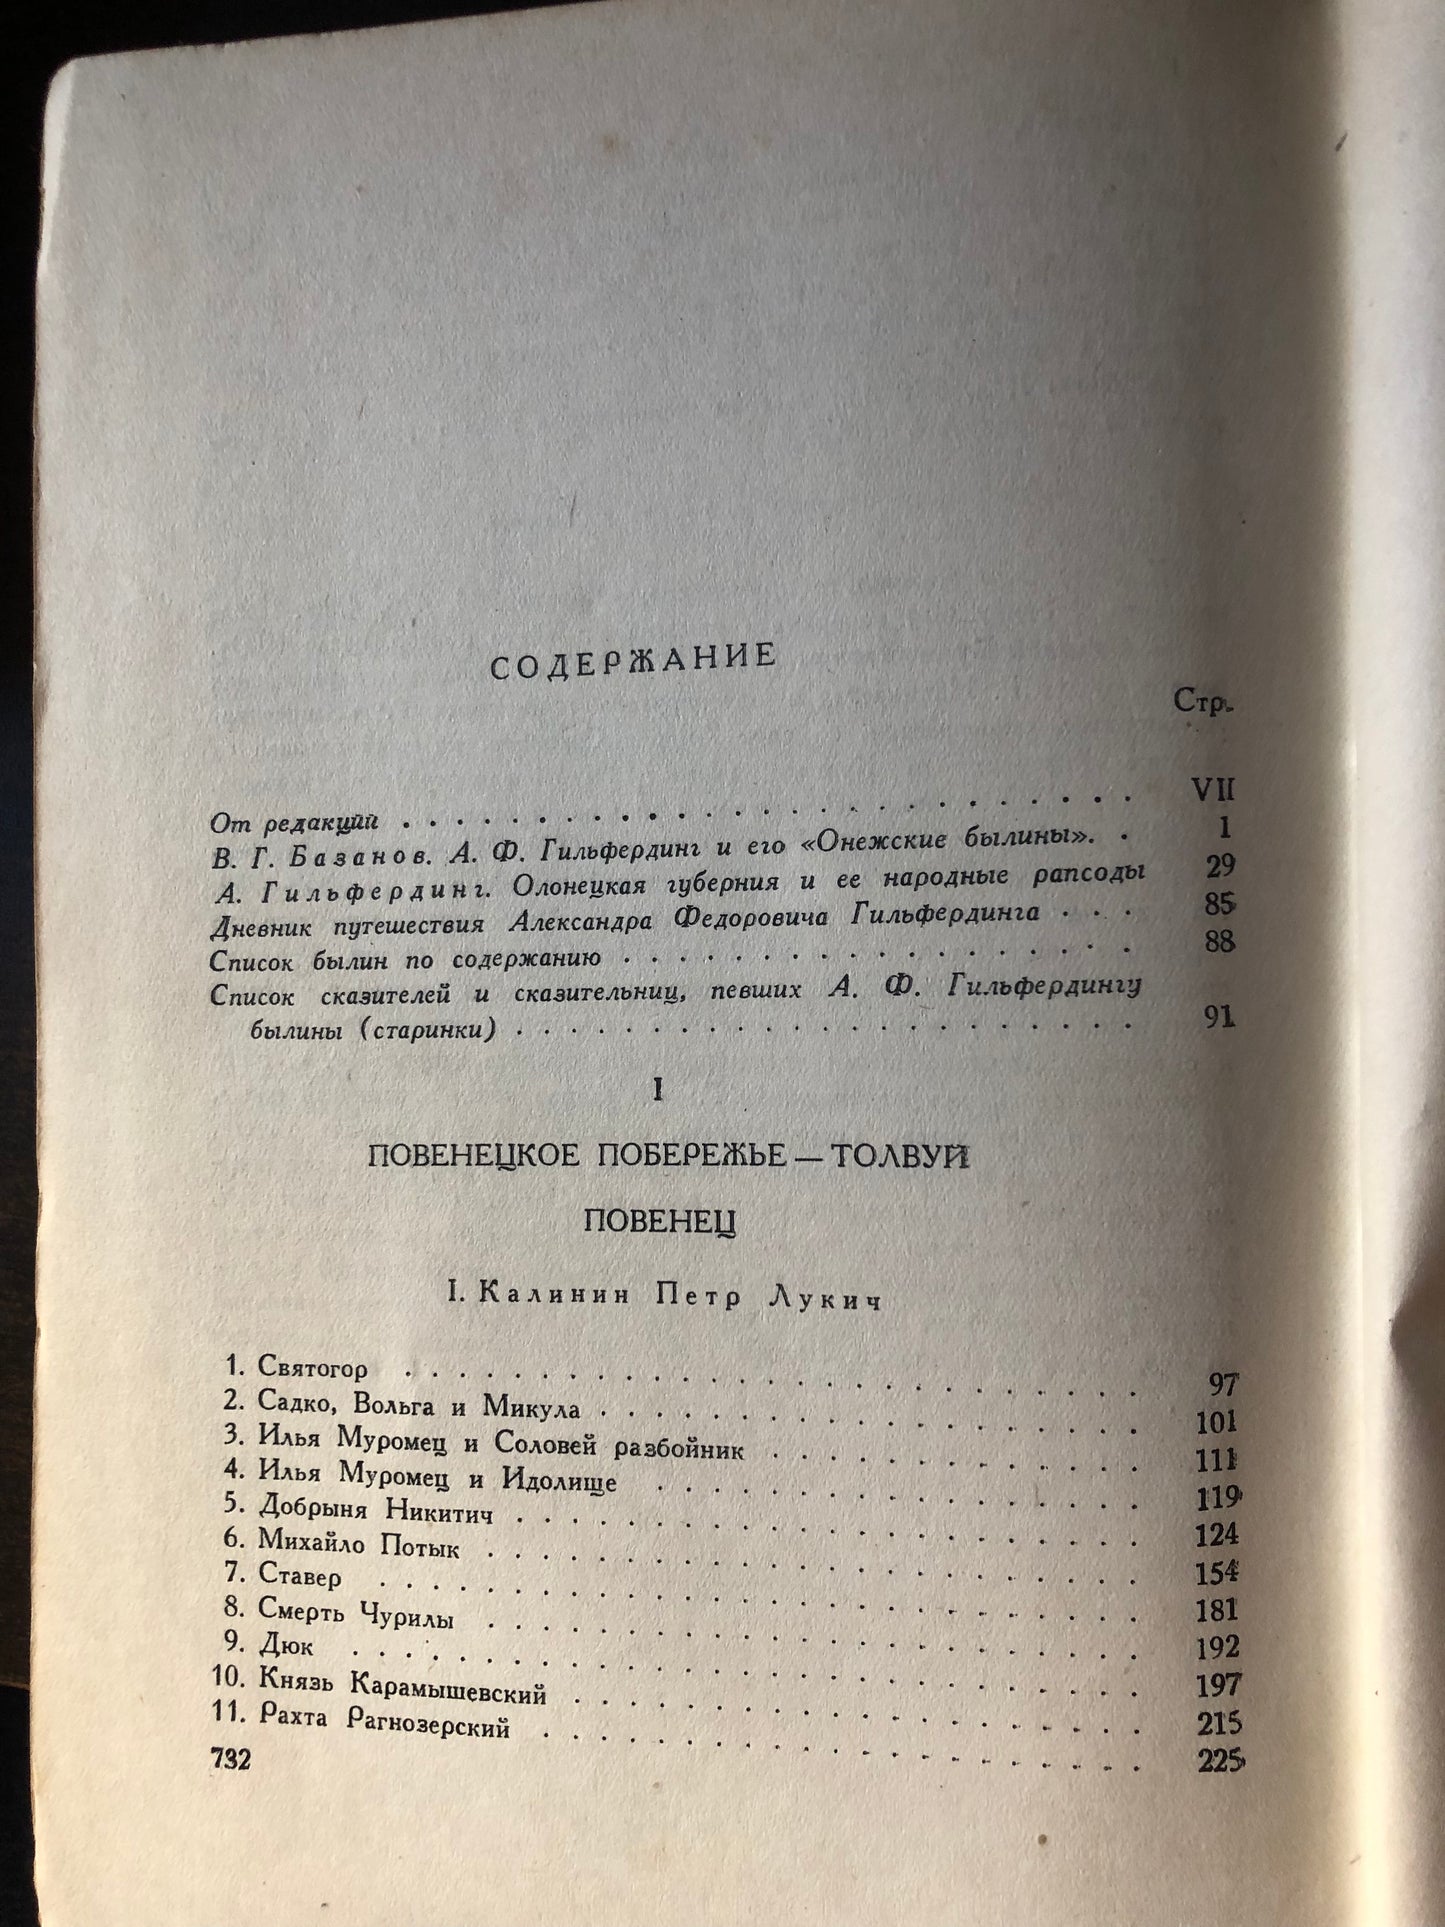 СОДЕРЖАНИЕ
Стр.
От редакции . . . . . . . . . . . . . . . . . . . . . . . . . VII
В. Г. Базанов. А. Ф. Гильфердинг и его «Онежские былины». . 1
А. Гильфердинг. Олонецкая губерния и ее народные рапсоды 29
Дневник путешествия Александра Федоровича Гильфердинга . . . 85
Список былин по содержанию . . . . . . . . . . . . . . . . . . . 88
Список сказителей и сказительниц, певших А. Ф. Гильфердингу
былины (старинки) . . . . . . . . . . . . . . . . . . . . . . . 91
I
ПОВЕНЕЦКОЕ ПОБЕРЕЖЬЕ — ТОЛВУЙ
ПОВЕНЕЦ
I. Калинин Петр Лукич
1. Святогор . . . . . . . . . . . . . . . . . . . . . . . . . . . 97
2. Садко, Вольга и Микула . . . . . . . . . . . . . . . . . . . . 101
3. Илья Муромец и Соловей разбойник . . . . . . . . . . . . . . 111
4. Илья Муромец и Идолище . . . . . . . . . . . . . . . . . . 119
5. Добрыня Никитич . . . . . . . . . . . . . . . . . . . . . . . 124
6. Михайло Потык . . . . . . . . . . . . . . . . . . . . . . . . 154
7. Ставер . . . . . . . . . . . . . . . . . . . . . . . . . . . . 181
8. Смерть Чурилы . . . . . . . . . . . . . . . . . . . . . . . . 192
9. Дюк . . . . . . . . . . . . . . . . . . . . . . . . . . . . . 197
10. Князь Карамышевский . . . . . . . . . . . . . . . . . . . . . 215
11. Рахта Рагнозерский . . . . . . . . . . . . . . . . . . . . . . 225
732